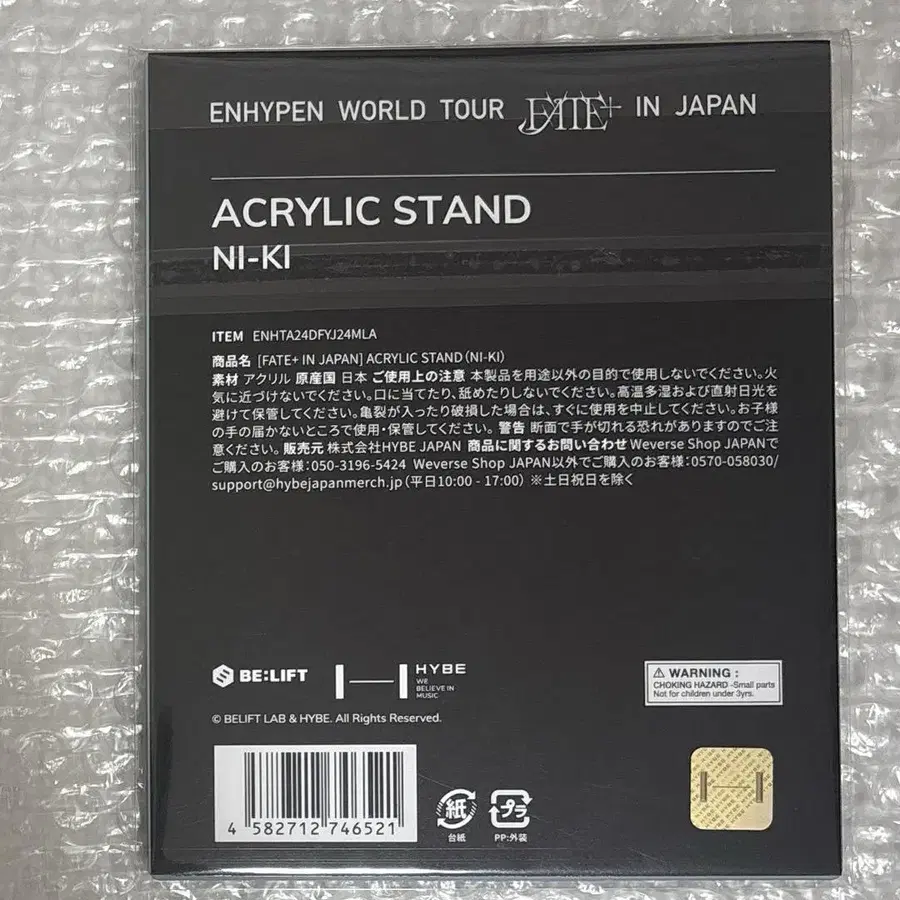 ENHYPEN WORLD TOUR FATE+ IN JAPAN
ACRYLIC STAND
NI-KI
ITEM ENHTA24DFYJ24MLA
商品名 [FATE+ IN JAPAN] ACRYLIC STAND (NI-KI)
素材 アクリル 原産国 日本 ご使用上の注意 本製品を用途以外の目的で使用しないでください。火
気に近づけないでください。口に当てたり、舐めたりしないでください。高温多湿および直射日光を
避けて保管してください。亀裂が入ったり破損した場合は、すぐに使用を中止してください。お子様
の手の届かないところで使用・保管してください。 警告 断面で手が切れる恐れがありますのでご注
意ください。 販売元 株式会社HYBE JAPAN 商品に関するお問い合わせ Weverse Shop JAPANで
ご購入のお客様：050-3196-5424 Weverse Shop JAPAN以外でご購入のお客様：0570-058030/
support@hybejapanmerch.jp (平日10:00 - 17:00) ※土日祝日を除く
BE:LIFT
HYBE
WE
BELIEVE IN
MUSIC
⚠ WARNING :
CHOKING HAZARD -Small parts
Not for children under 3yrs.
© BELIFT LAB & HYBE. All Rights Reserved.
4 582712 746521
紙
台紙
プラ
PP:外装